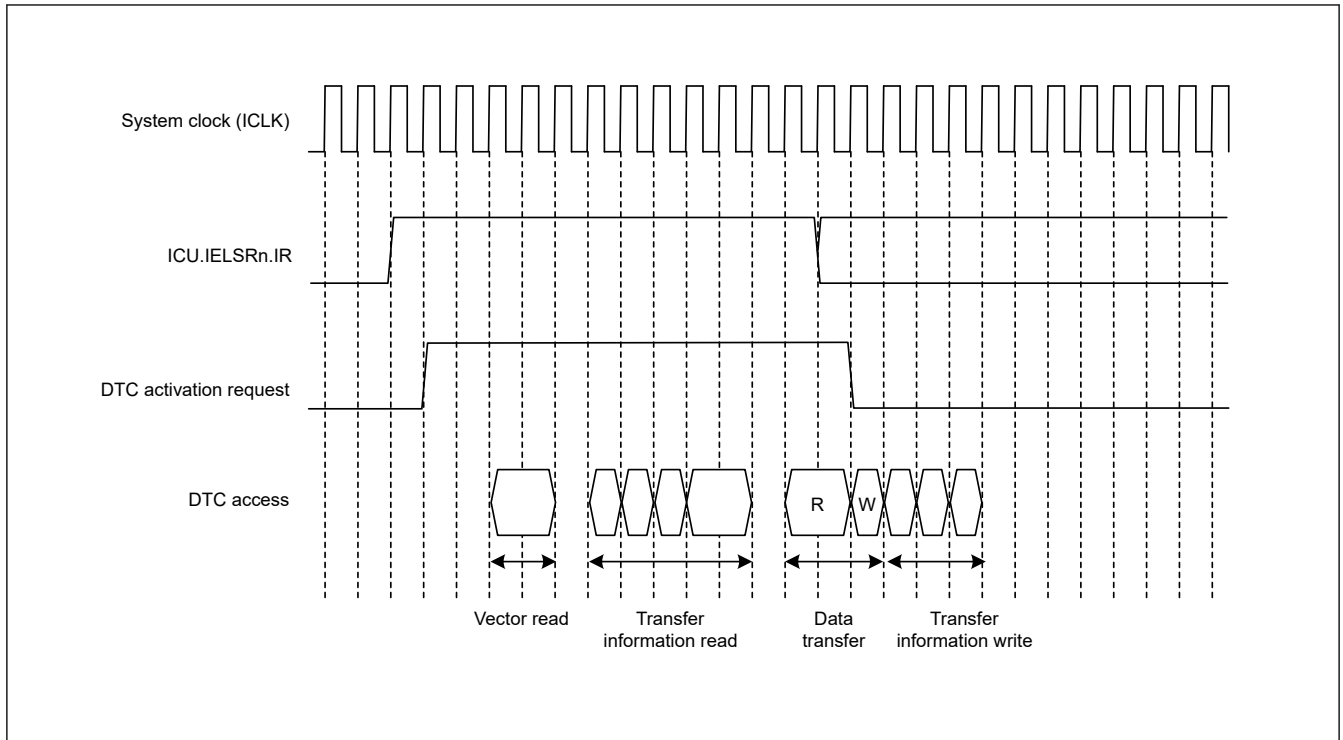 System clock (ICLK)
ICU.IELSRn.IR
DTC activation request
DTC access
R
W
Vector read
Transfer
information read
Data
transfer
Transfer
information write